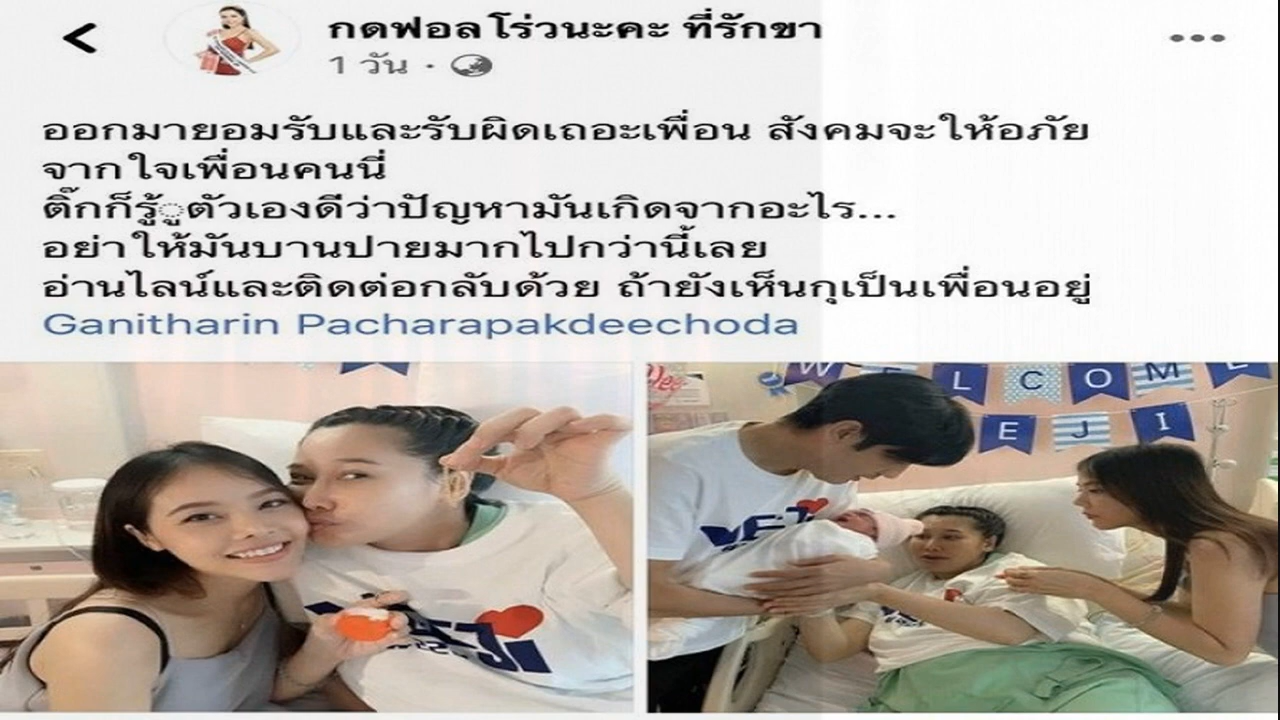 กดฟอลโร่วนะคะ ที่รักขา
1 วัน ·
ออกมายอมรับและรับผิดเถอะเพื่อน สังคมจะให้อภัย
จากใจเพื่อนคนนี่
ติ๊กก็รู้ ูตัวเองดีว่าปัญหามันเกิดจากอะไร...
อย่าให้มันบานปายมากไปกว่านี้เลย
อ่านไลน์และติดต่อกลับด้วย ถ้ายังเห็นกุเป็นเพื่อนอยู่
Ganitharin Pacharapakdeechoda
WELCOME
EJI